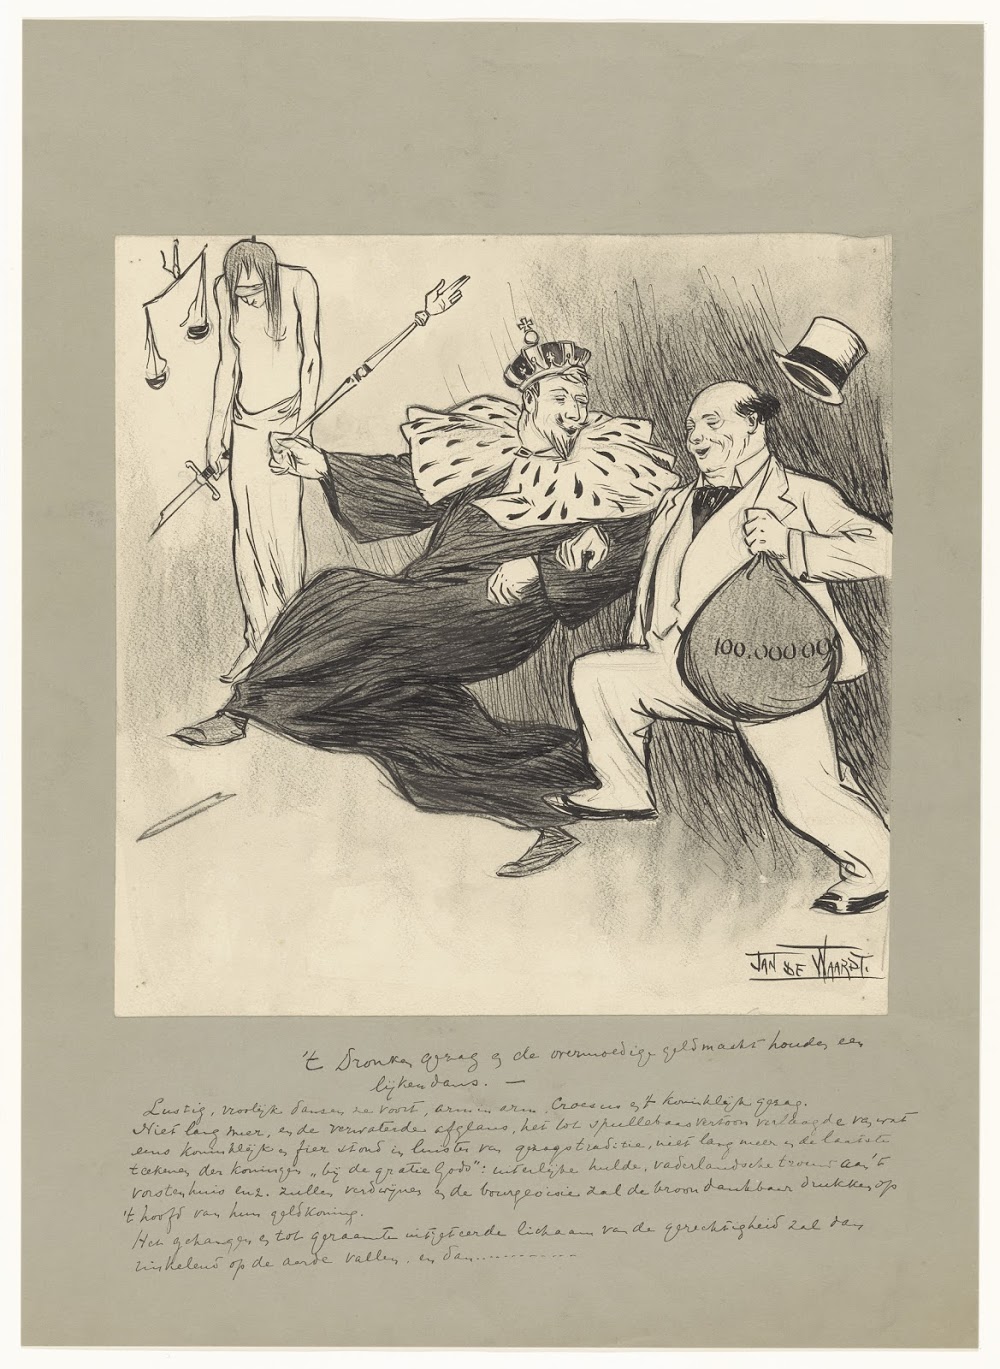 100.000.00
JAN DE WAARDT.
't Dronken gezag en de overmoedige geldmacht houden een
lijkendans. —
Lustig, vroolijk dansen ze voort, arm in arm. Croesus en 't koninklijk gezag.
Niet lang meer, en de verwaterde afglans, het tot spullebaasvertoon verlaagde van wat
eens koninklijk en fier stond in luister van gezagstraditie, niet lang meer en de laatste
teekenen der koningen „bij de gratie Gods": uiterlijke hulde, vaderlandsche trouw aan 't
vorstenhuis enz. zullen verdwijnen en de bourgeoisie zal de kroon dankbaar drukken op
't hoofd van hun geldkoning.
Het gehangen en tot geraamte uitgeteerde lichaam van de gerechtigheid zal dan
rinkelend op de aarde vallen, en dan............